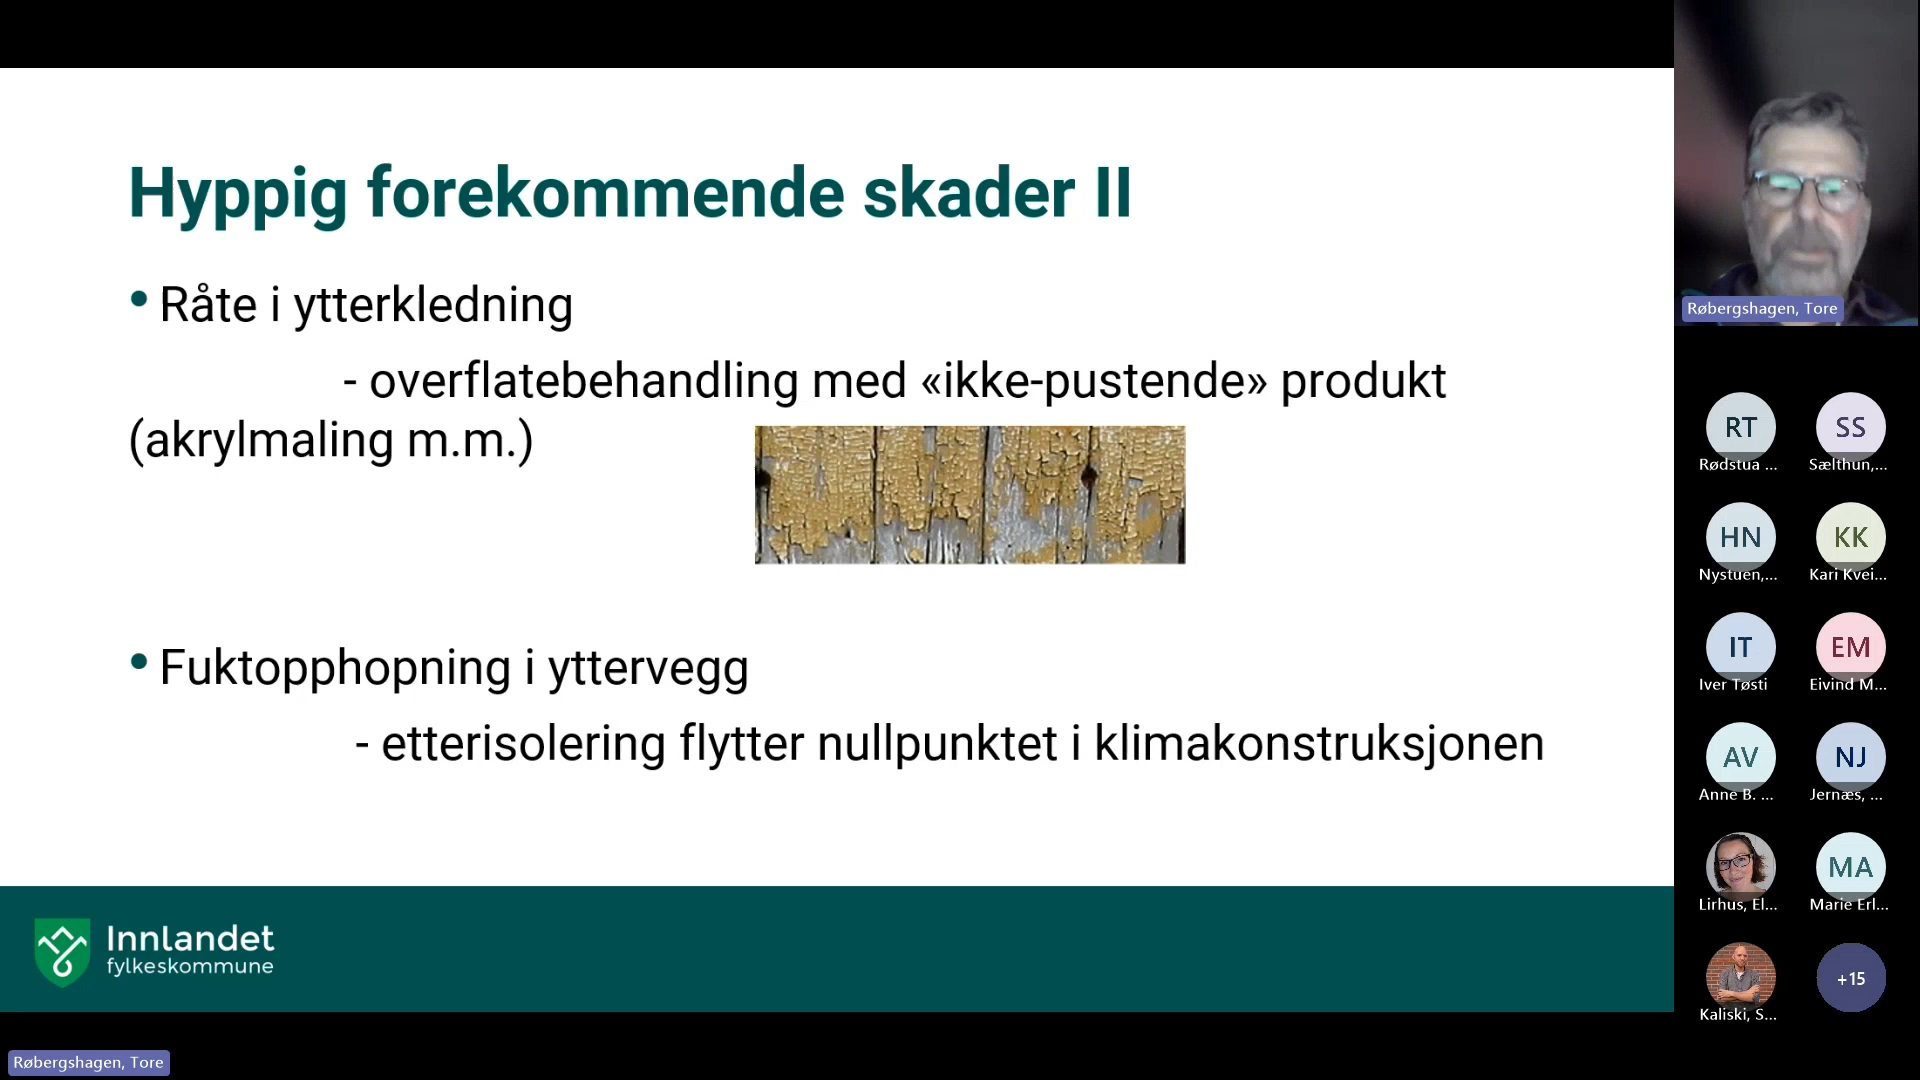 Hyppig forekommende skader II
• Råte i ytterkledning
- overflatebehandling med «ikke-pustende» produkt
(akrylmaling m.m.)
• Fuktopphopning i yttervegg
- etterisolering flytter nullpunktet i klimakonstruksjonen
Innlandet
fylkeskommune
Røbergshagen, Tore
Røbergshagen, Tore
RT
SS
Rødstua ...
Sælthun,...
HN
KK
Nystuen,...
Kari Kvei...
IT
EM
Iver Tøsti
Eivind M...
AV
NJ
Anne B. ...
Jernæs, ...
MA
Lirhus, El...
Marie Erl...
+15
Kaliski, S...